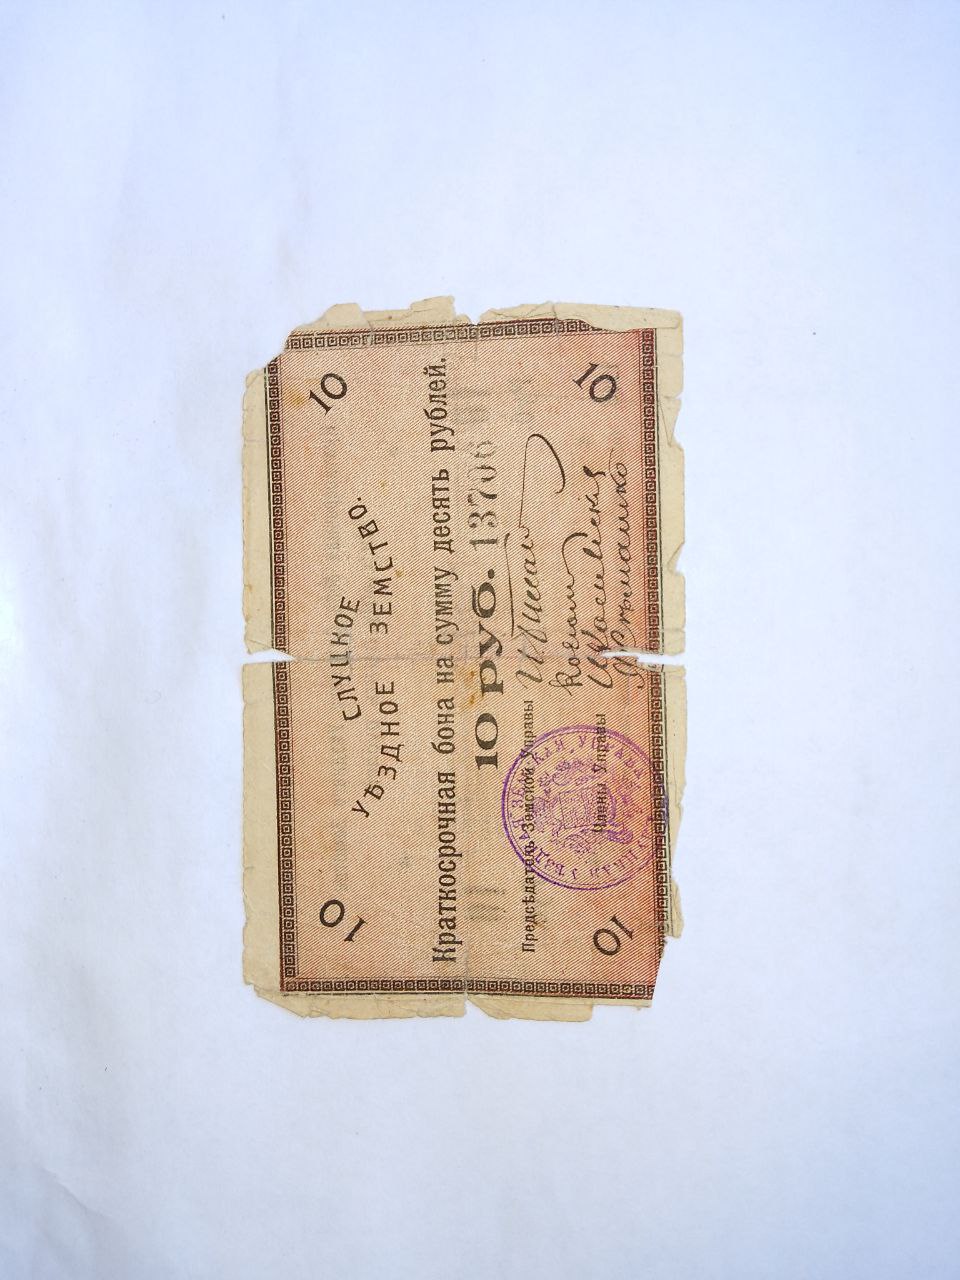 10
10
СЛУЦКОЕ
УѢЗДНОЕ ЗЕМСТВО.
Краткосрочная бона на сумму десять рублей.
10 руб. 13706
Предсѣдатель Земской Управы
Члены Управы
10
10